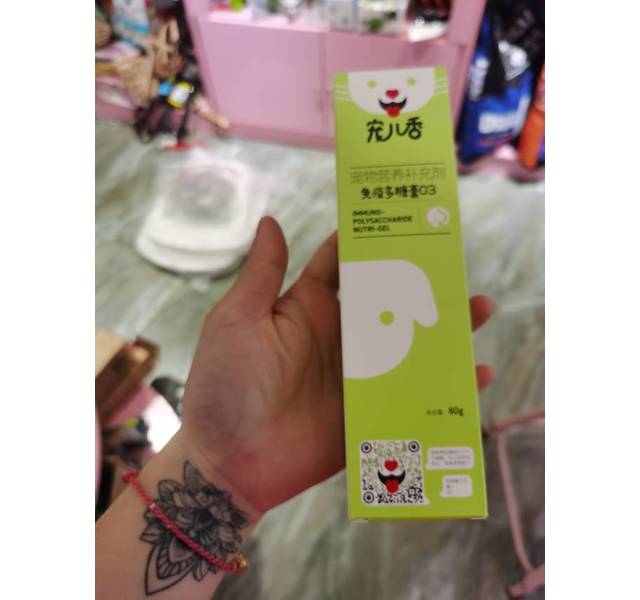 宠儿香
宠物营养补充剂
免疫多糖膏03
IMMUNO-
POLYSACCHARIDE
NUTRI-GEL
80g